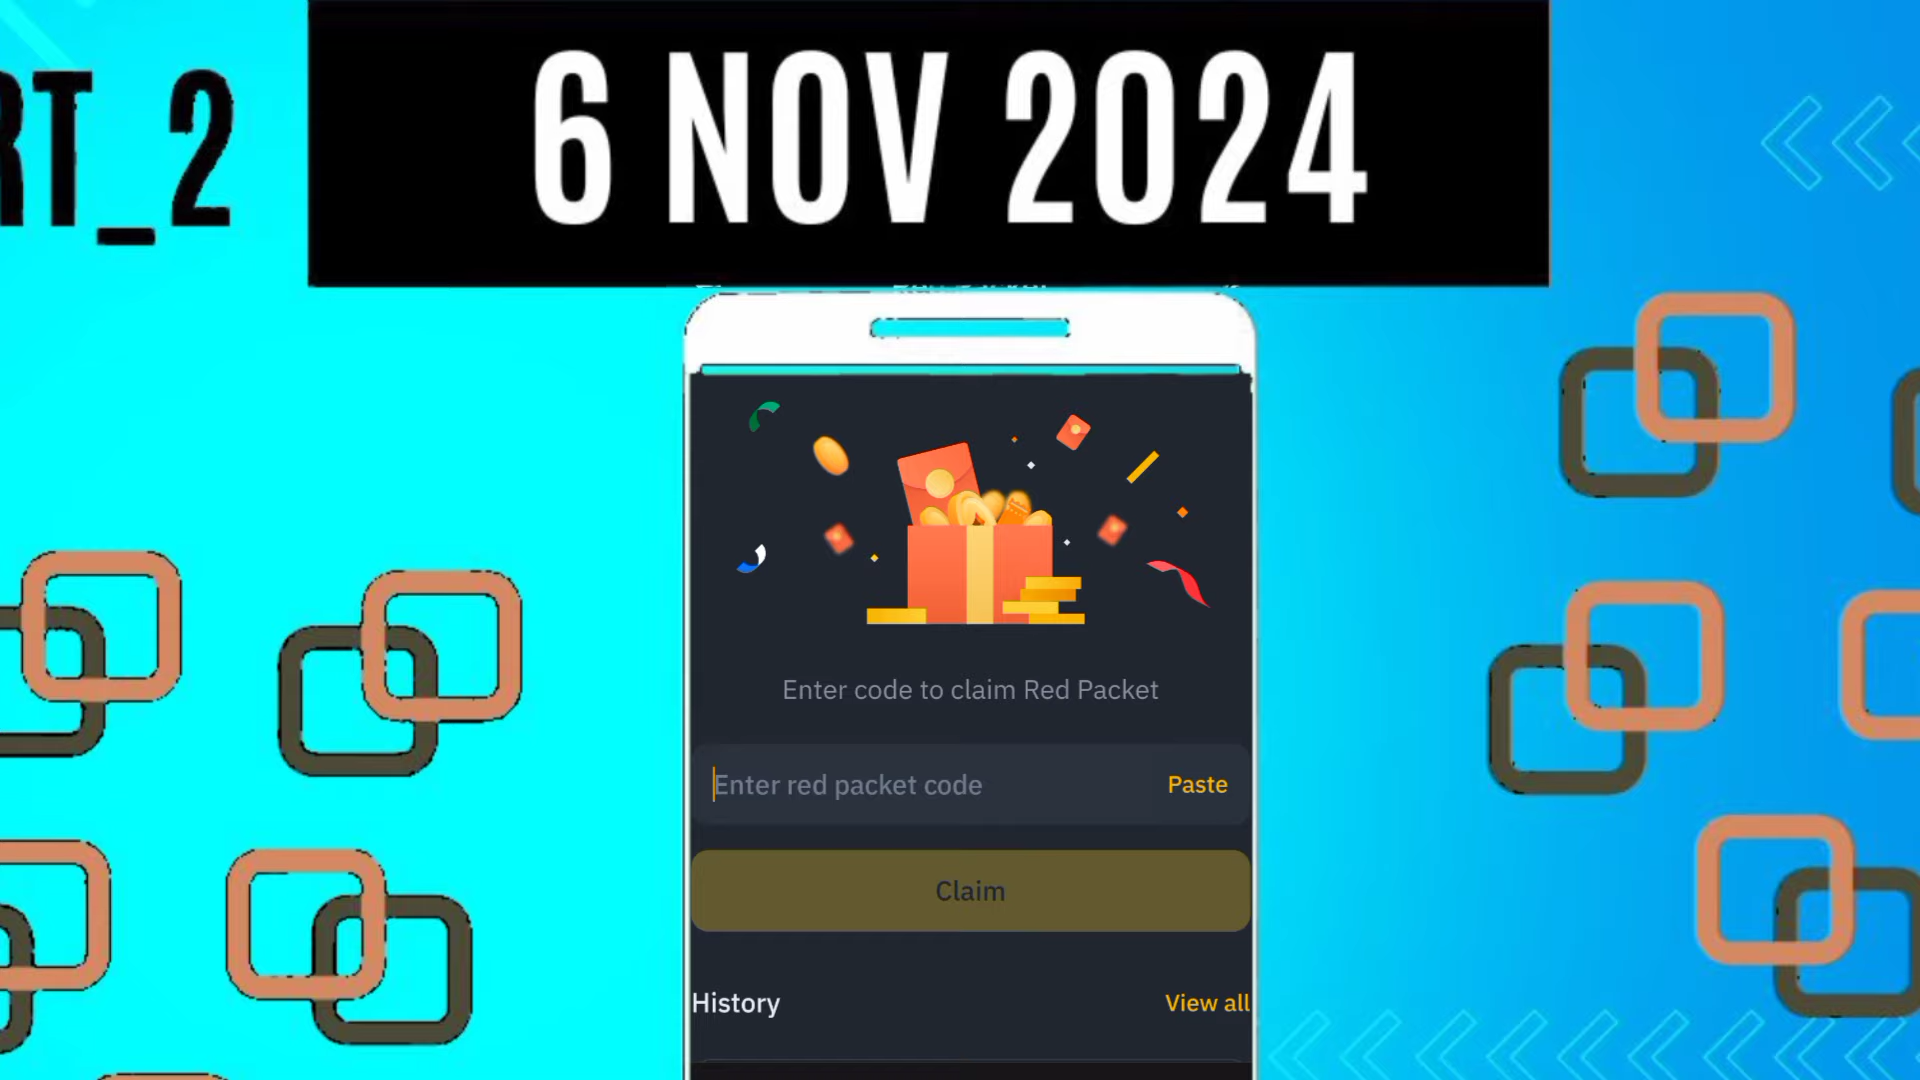 RT_2
6 NOV 2024
Enter code to claim Red Packet
Enter red packet code
Paste
Claim
History
View all